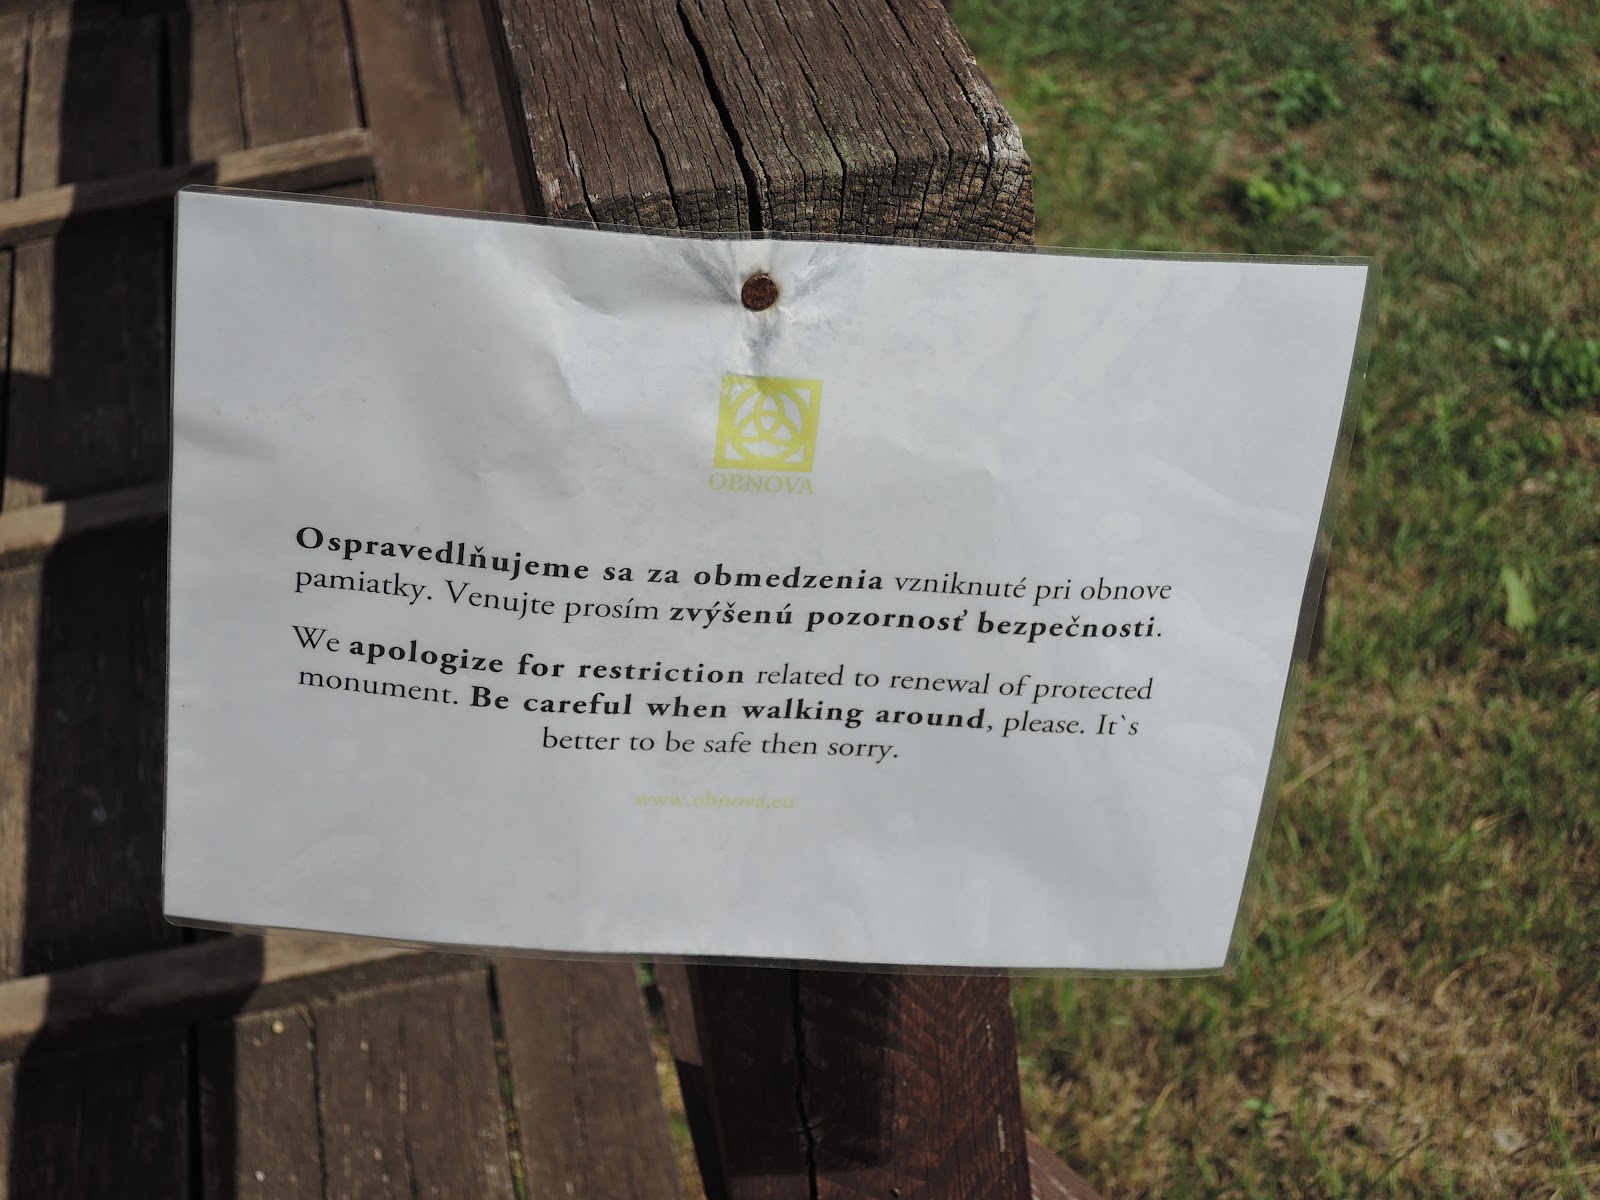 OBNOVA
Ospravedlňujeme sa za obmedzenia vzniknuté pri obnove
pamiatky. Venujte prosím zvýšenú pozornosť bezpečnosti.
We apologize for restriction related to renewal of protected
monument. Be careful when walking around, please. It`s
better to be safe then sorry.
www.obnova.eu